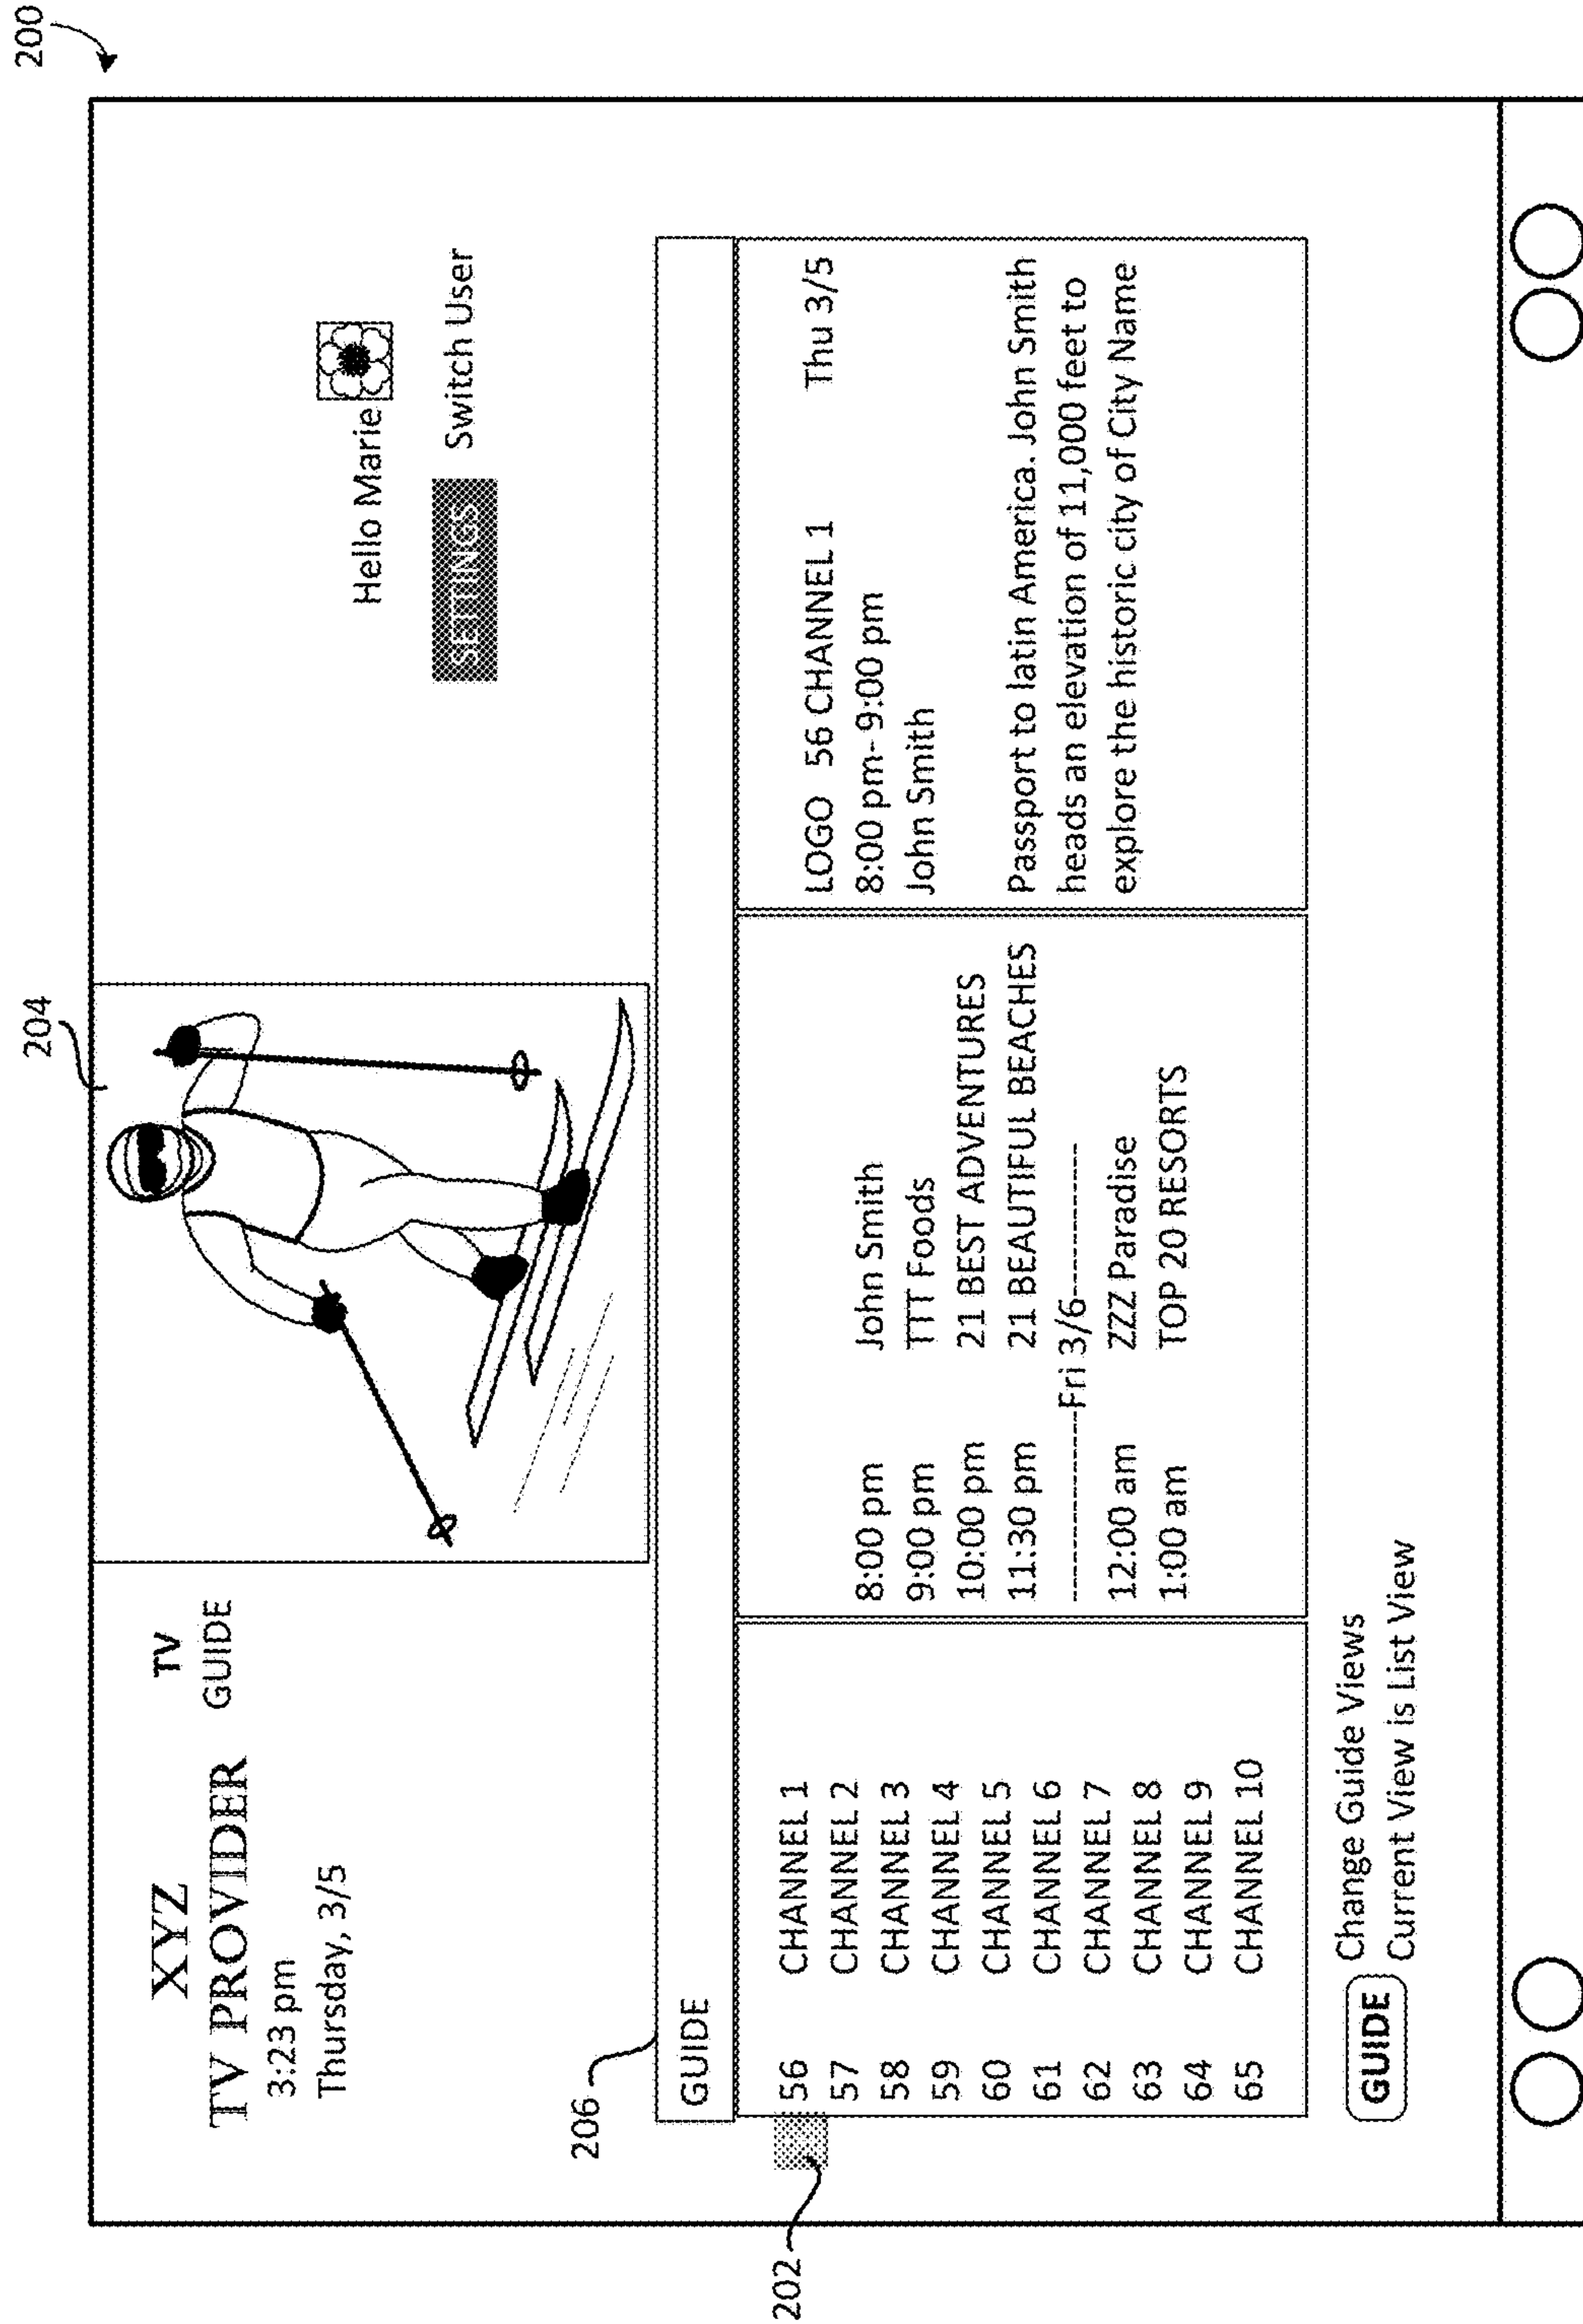 200
204
XYZ
TV PROVIDER
TV
GUIDE
3:23 pm
Thursday, 3/5
Hello Marie
SETTINGS
Switch User
206
GUIDE
202
56 CHANNEL 1
57 CHANNEL 2
58 CHANNEL 3
59 CHANNEL 4
60 CHANNEL 5
61 CHANNEL 6
62 CHANNEL 7
63 CHANNEL 8
64 CHANNEL 9
65 CHANNEL 10
8:00 pm John Smith
9:00 pm TTT Foods
10:00 pm 21 BEST ADVENTURES
11:30 pm 21 BEAUTIFUL BEACHES
--------------Fri 3/6--------------
12:00 am ZZZ Paradise
1:00 am TOP 20 RESORTS
LOGO 56 CHANNEL 1 Thu 3/5
8:00 pm- 9:00 pm
John Smith
Passport to latin America. John Smith
heads an elevation of 11,000 feet to
explore the historic city of City Name
GUIDE
Change Guide Views
Current View is List View